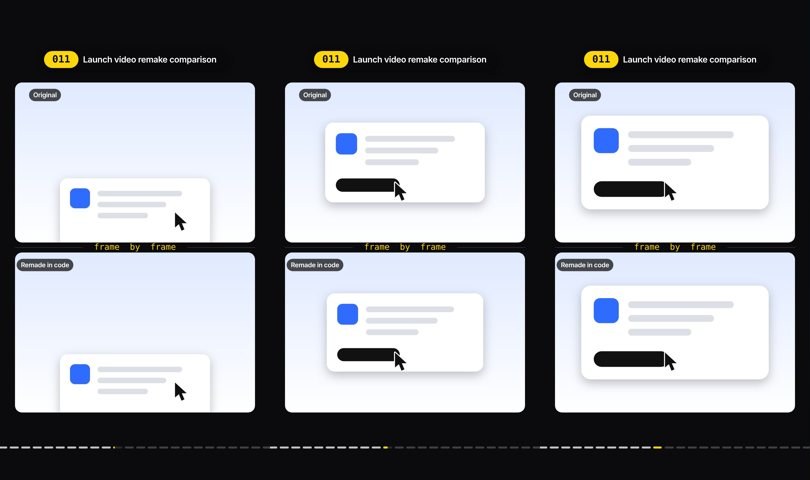 011 Launch video remake comparison
Original
frame by frame
Remade in code
011 Launch video remake comparison
Original
frame by frame
Remade in code
011 Launch video remake comparison
Original
frame by frame
Remade in code